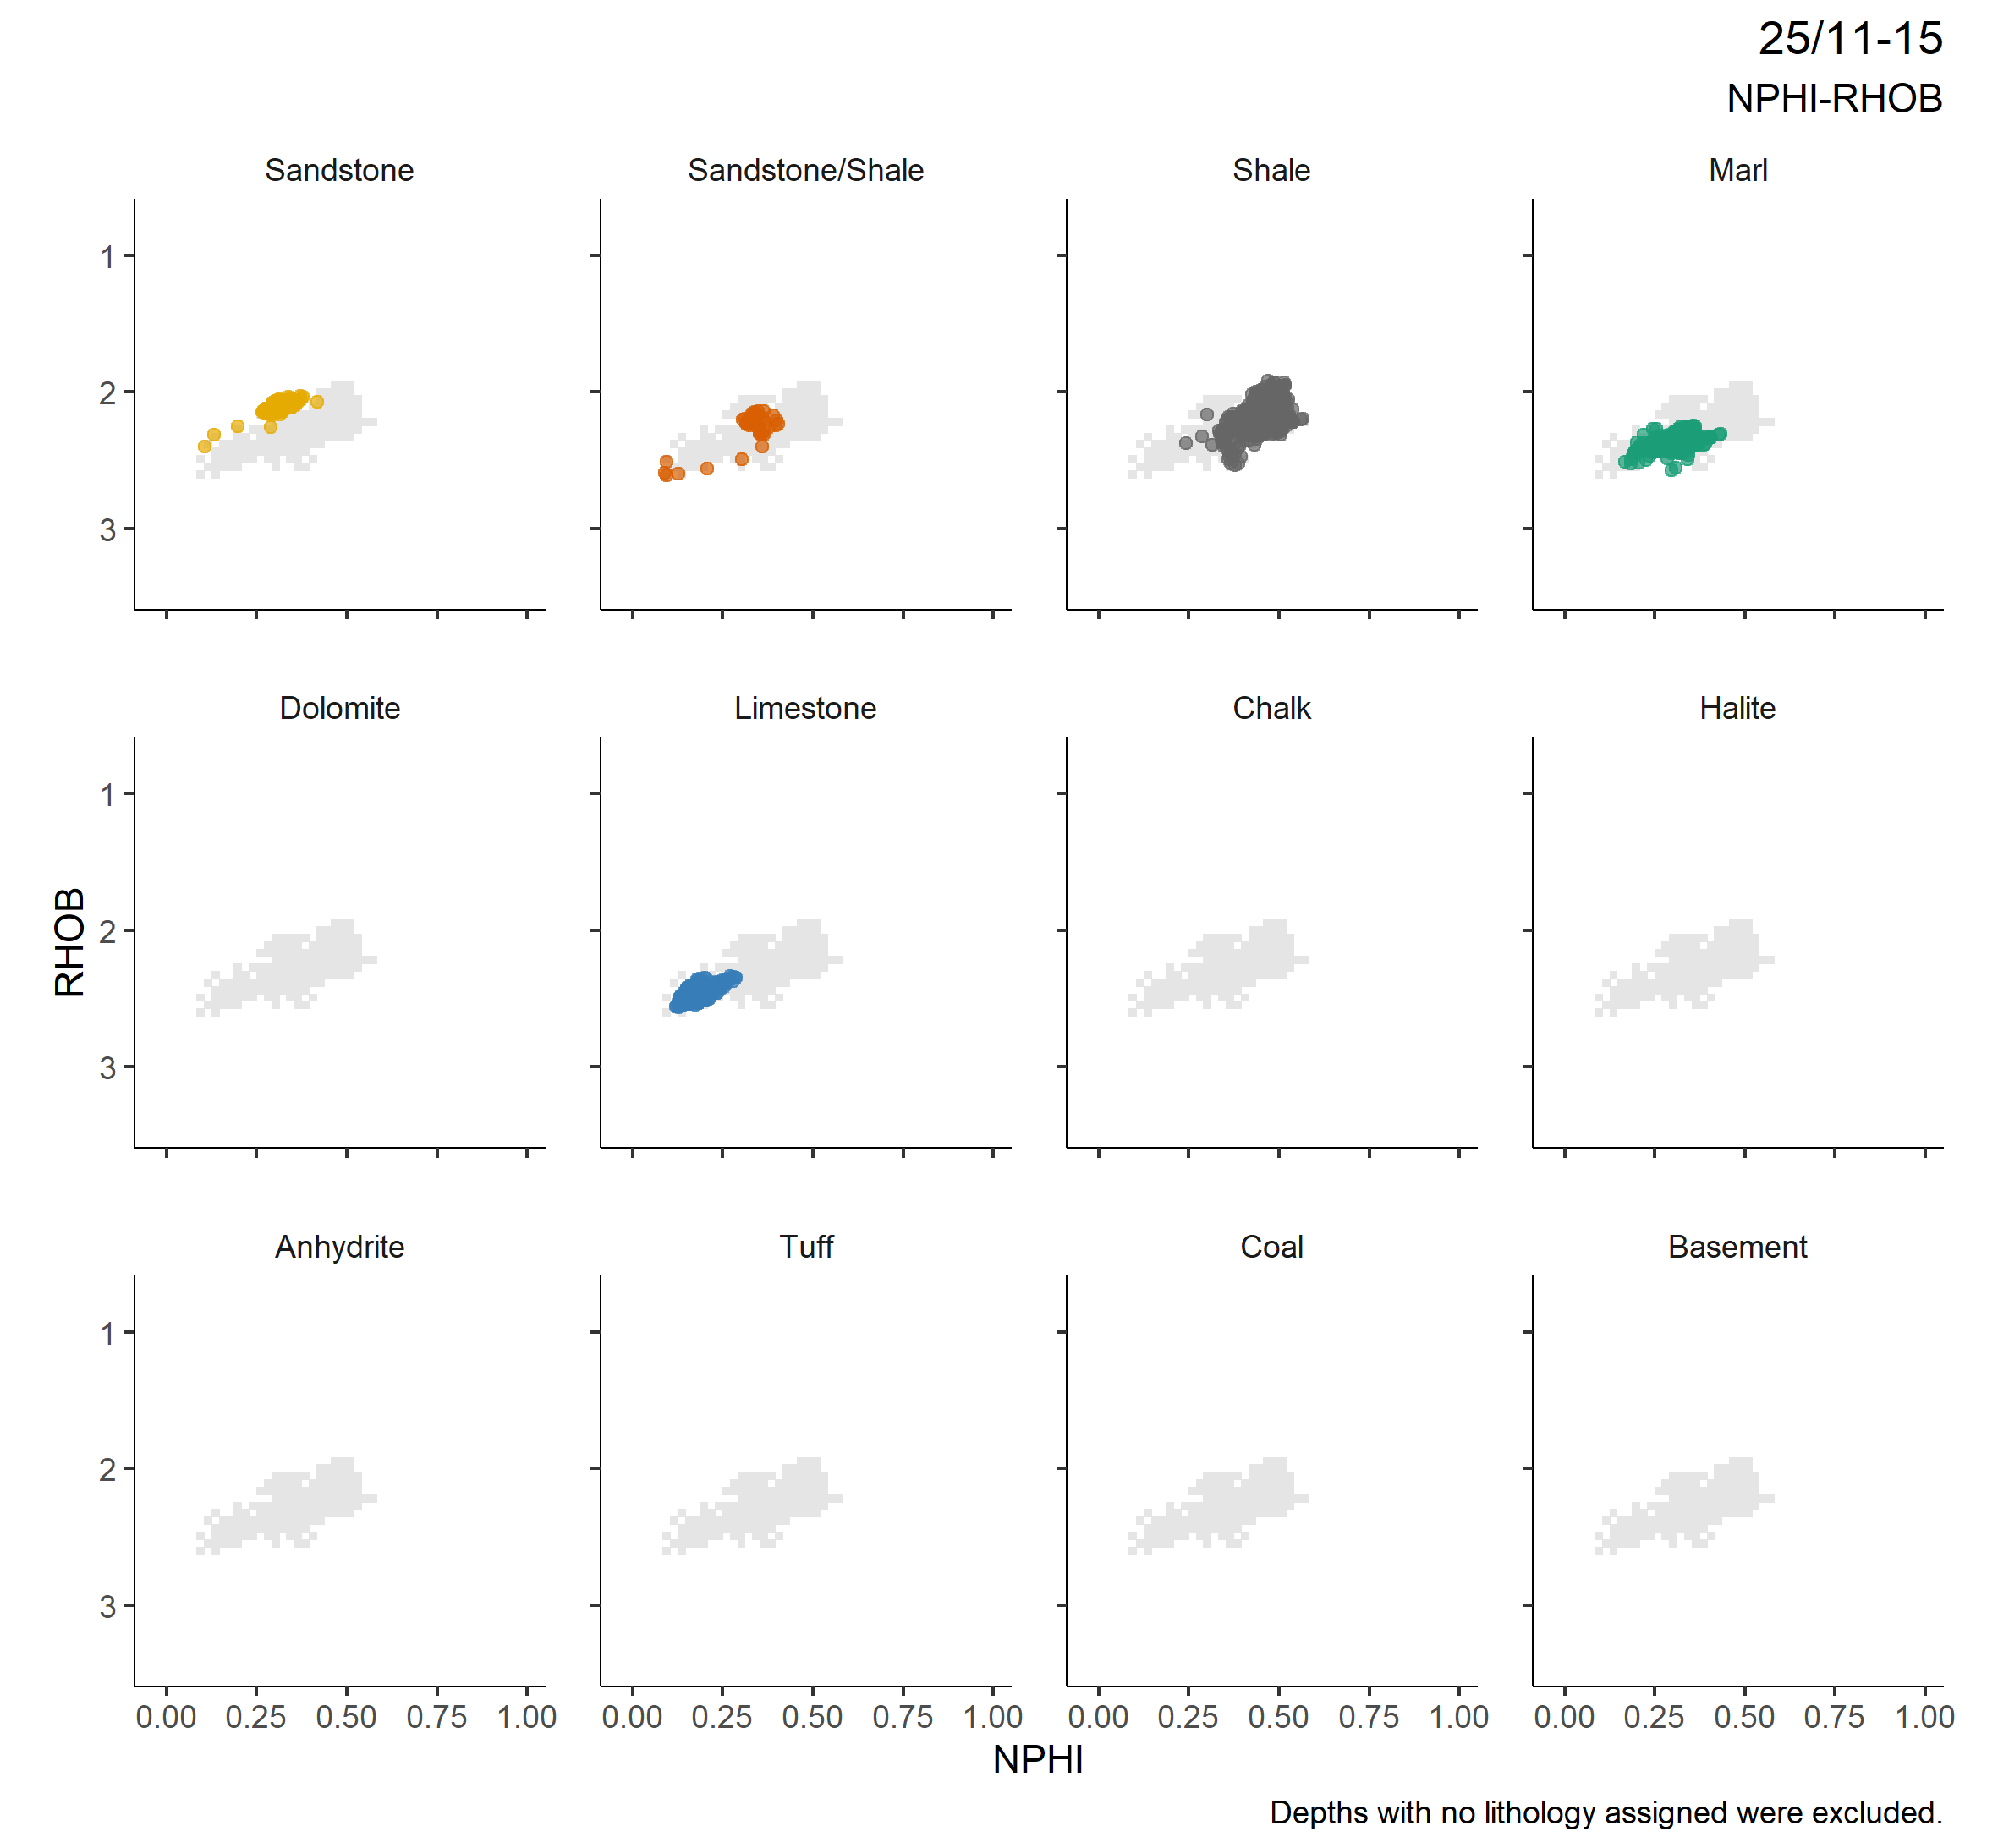 25/11-15
NPHI-RHOB
Sandstone Sandstone/Shale Shale Marl
1
2
3
Dolomite Limestone Chalk Halite
1
2
3
RHOB
Anhydrite Tuff Coal Basement
1
2
3
0.00 0.25 0.50 0.75 1.00 0.00 0.25 0.50 0.75 1.00 0.00 0.25 0.50 0.75 1.00 0.00 0.25 0.50 0.75 1.00
NPHI
Depths with no lithology assigned were excluded.